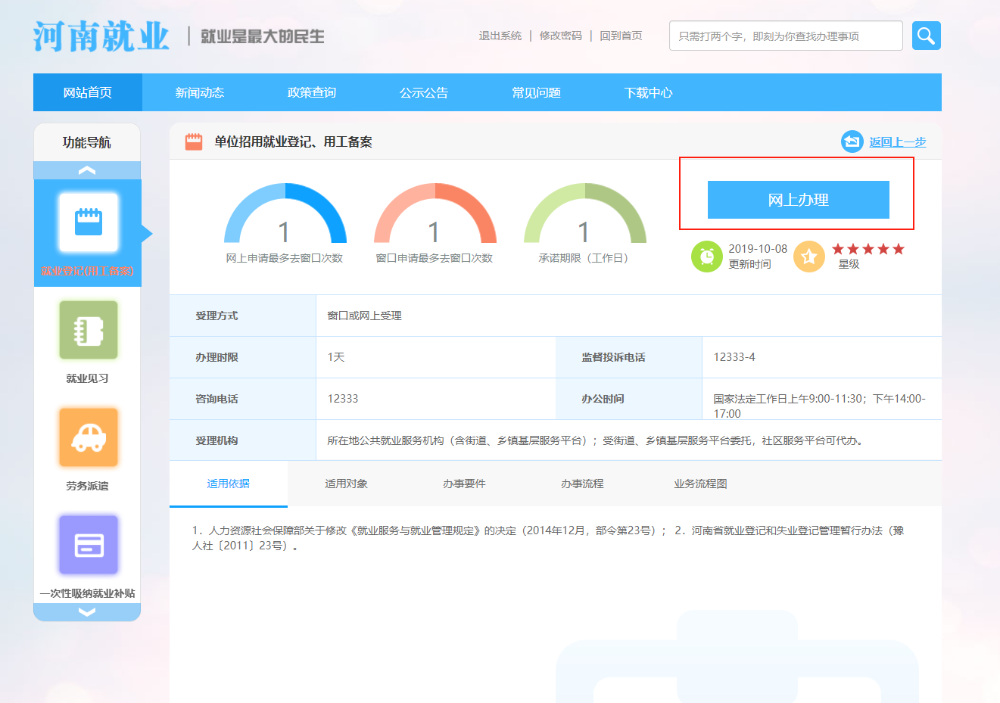 河南就业 | 就业是最大的民生
退出系统 | 修改密码 | 回到首页
只需打两个字，即刻为你查找办理事项
网站首页 新闻动态 政策查询 公示公告 常见问题 下载中心
功能导航
就业登记(用工备案)
就业见习
劳务派遣
一次性吸纳就业补贴
单位招用就业登记、用工备案
返回上一步
1
网上申请最多去窗口次数
1
窗口申请最多去窗口次数
1
承诺期限（工作日）
网上办理
2019-10-08
更新时间
星级
受理方式 窗口或网上受理
办理时限 1天 监督投诉电话 12333-4
咨询电话 12333 办公时间 国家法定工作日上午9:00-11:30；下午14:00-
17:00
受理机构 所在地公共就业服务机构（含街道、乡镇基层服务平台）；受街道、乡镇基层服务平台委托，社区服务平台可代办。
适用依据 适用对象 办事要件 办事流程 业务流程图
1．人力资源社会保障部关于修改《就业服务与就业管理规定》的决定（2014年12月，部令第23号）； 2．河南省就业登记和失业登记管理暂行办法（豫
人社〔2011〕23号）。